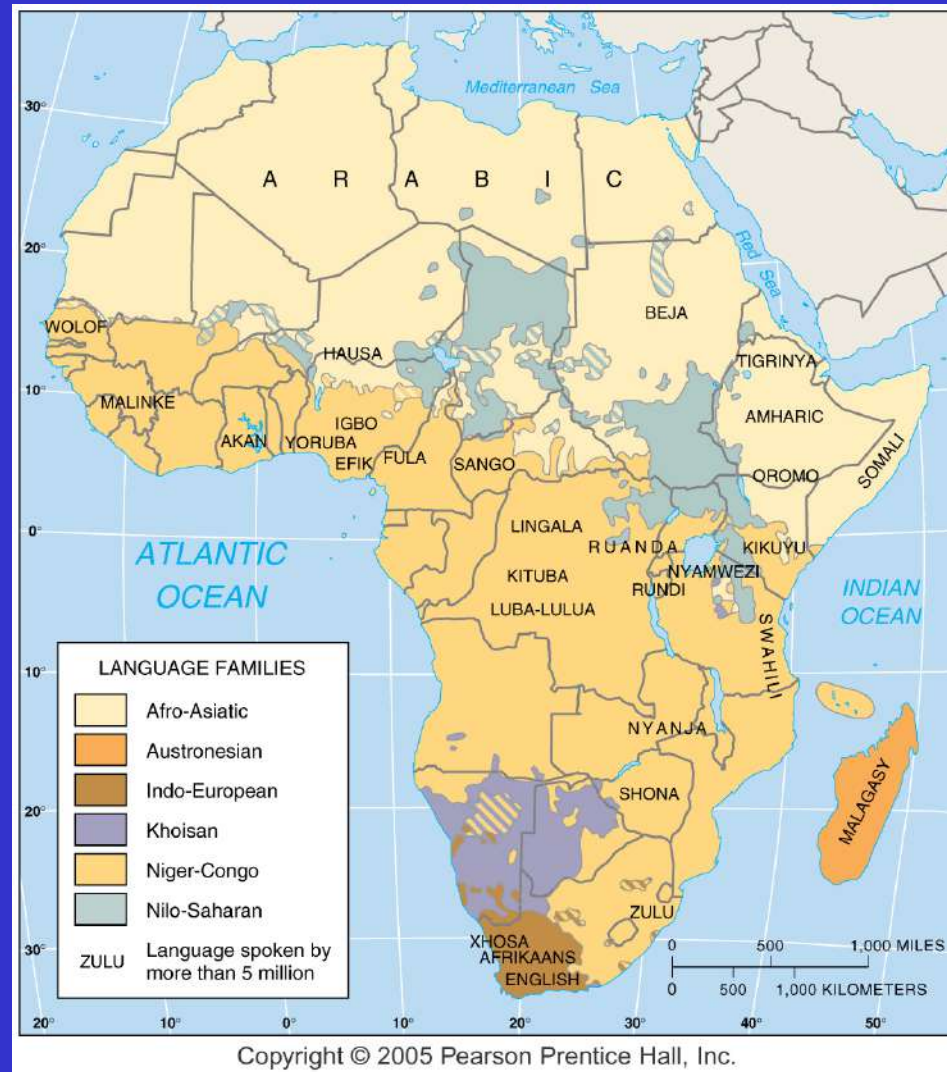 Mediterranean Sea
30°
A R A B I C
20°
Red Sea
WOLOF
BEJA
HAUSA
TIGRINYA
10°
MALINKE
AMHARIC
IGBO
AKAN
YORUBA
EFIK
FULA
SANGO
OROMO
SOMALI
0°
LINGALA
ATLANTIC
OCEAN
RUANDA
KIKUYU
KITUBA
NYAMWEZI
RUNDI
INDIAN
OCEAN
LUBA-LULUA
SWAHILI
LANGUAGE FAMILIES
Afro-Asiatic
Austronesian
Indo-European
Khoisan
Niger-Congo
Nilo-Saharan
ZULU Language spoken by
more than 5 million
10°
NYANJA
SHONA
MALAGASY
20°
ZULU
XHOSA
AFRIKAANS
ENGLISH
30°
0 500 1,000 MILES
0 500 1,000 KILOMETERS
20° 10° 0° 10° 20° 30° 40° 50°
Copyright © 2005 Pearson Prentice Hall, Inc.